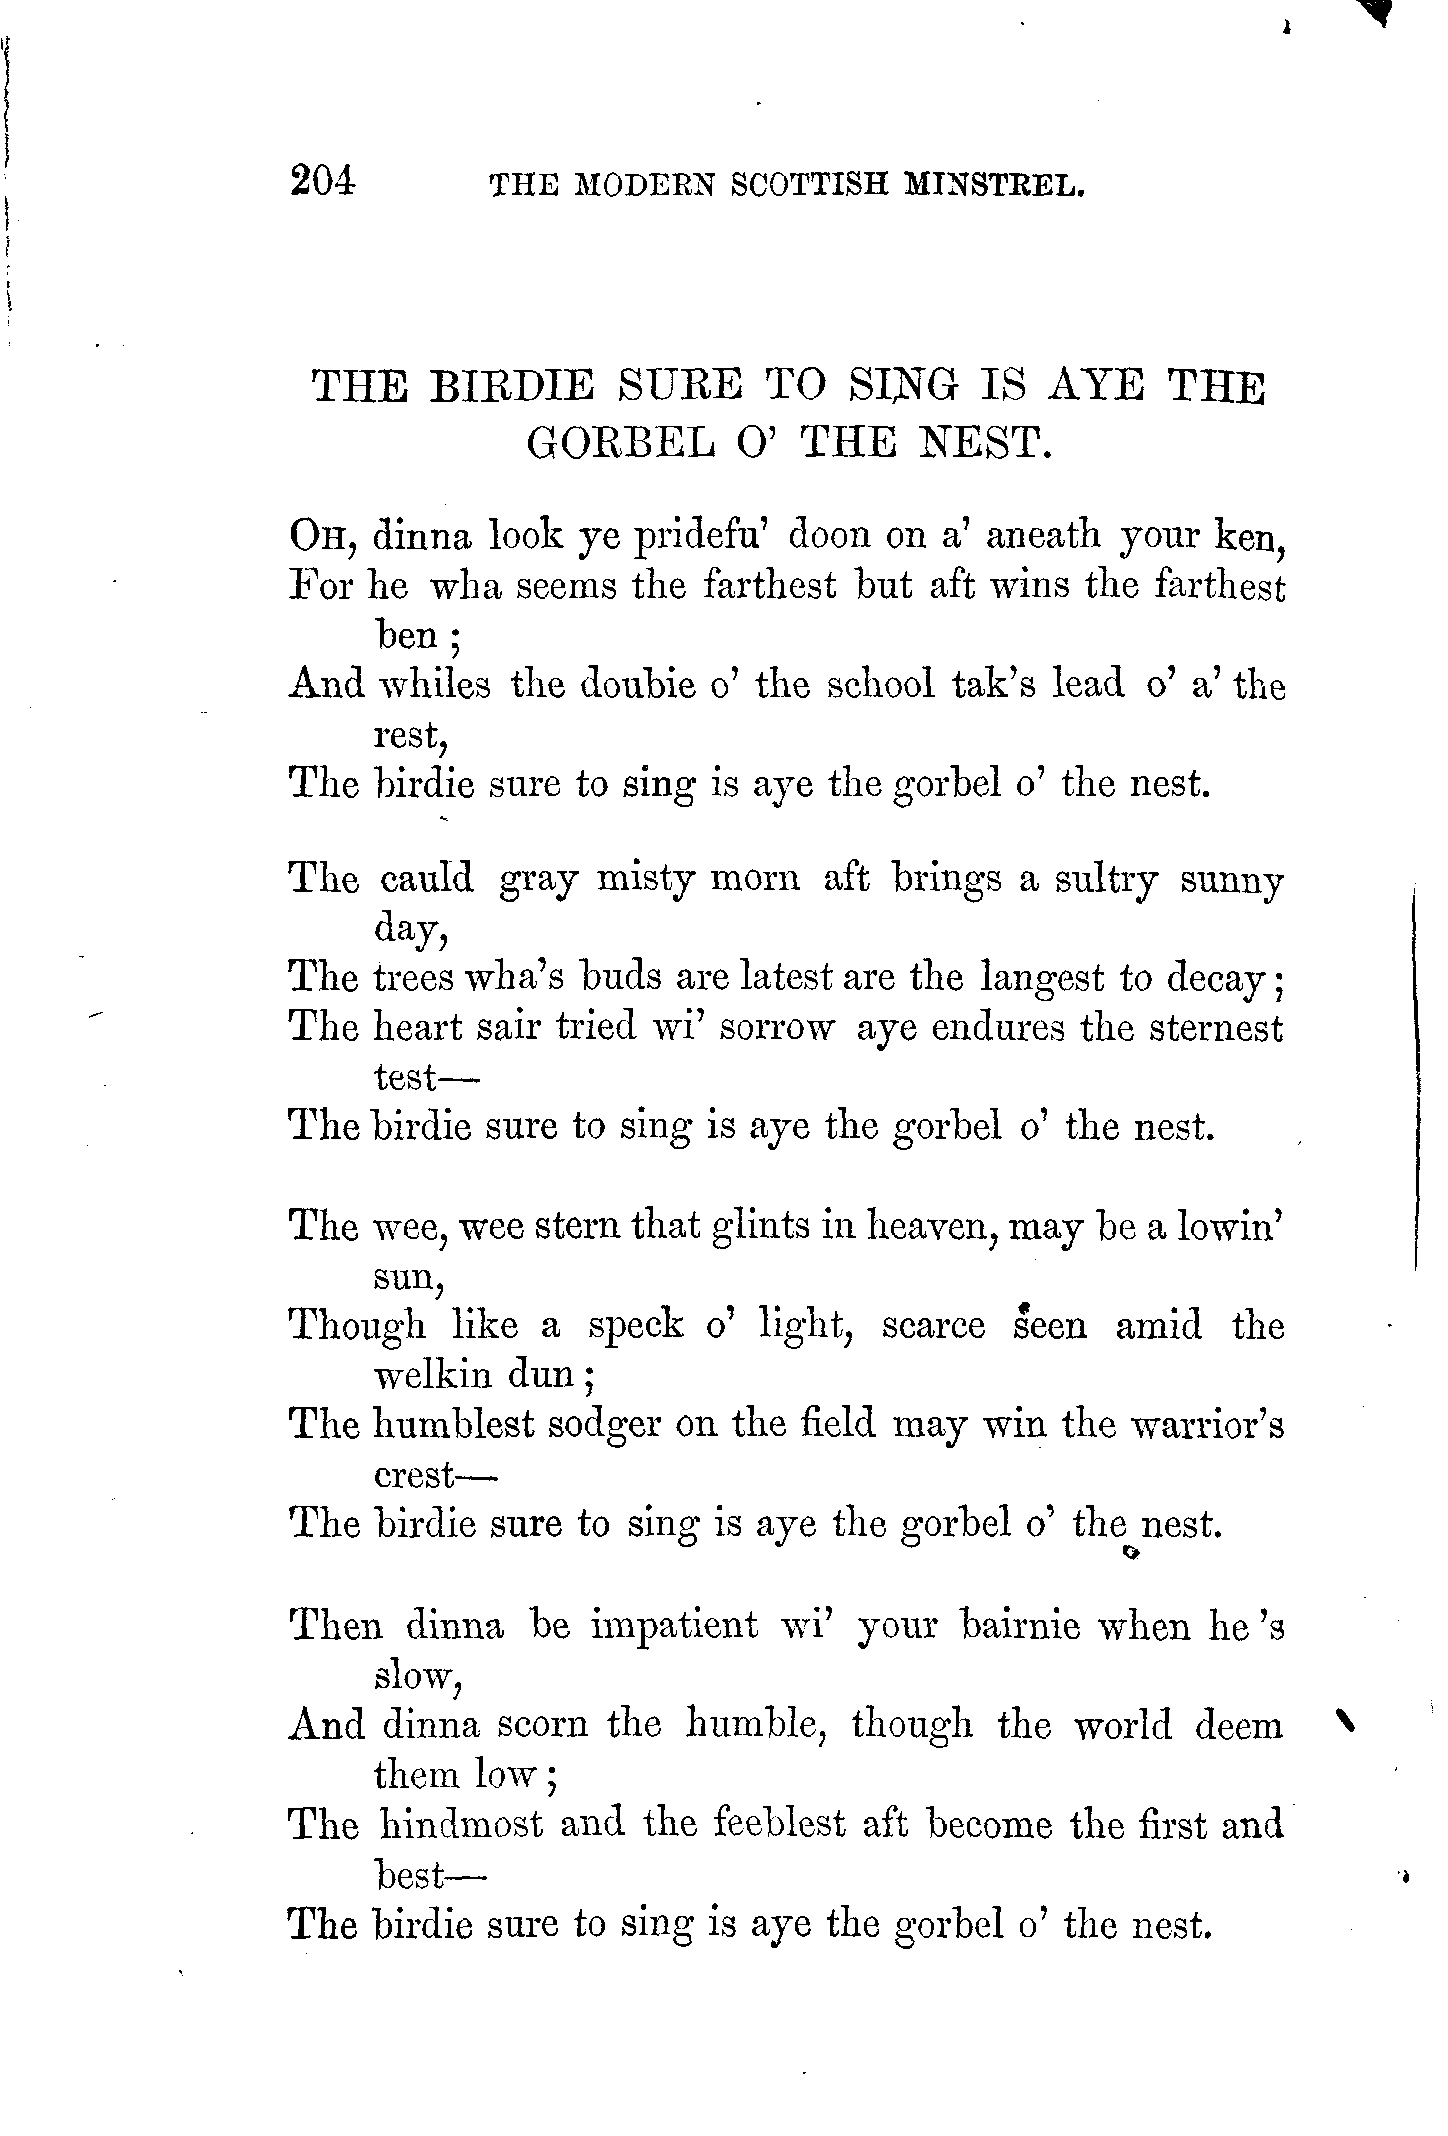 204 THE MODERN SCOTTISH MINSTREL.
THE BIRDIE SURE TO SING IS AYE THE
GORBEL O' THE NEST.
OH, dinna look ye pridefu' doon on a' aneath your ken,
For he wha seems the farthest but aft wins the farthest
ben ;
And whiles the doubie o' the school tak's lead o' a' the
rest,
The birdie sure to sing is aye the gorbel o' the nest.
The cauld gray misty morn aft brings a sultry sunny
day,
The trees wha's buds are latest are the langest to decay ;
The heart sair tried wi' sorrow aye endures the sternest
test—
The birdie sure to sing is aye the gorbel o' the nest.
The wee, wee stern that glints in heaven, may be a lowin'
sun,
Though like a speck o' light, scarce seen amid the
welkin dun ;
The humblest sodger on the field may win the warrior's
crest—
The birdie sure to sing is aye the gorbel o' the nest.
Then dinna be impatient wi' your bairnie when he 's
slow,
And dinna scorn the humble, though the world deem
them low ;
The hindmost and the feeblest aft become the first and
best—
The birdie sure to sing is aye the gorbel o' the nest.